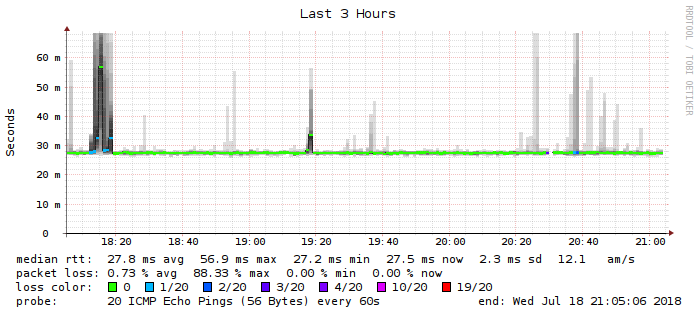 Last 3 Hours
RRDTOOL / TOBI OETIKER
Seconds
60 m
50 m
40 m
30 m
20 m
10 m
0
18:20 18:40 19:00 19:20 19:40 20:00 20:20 20:40 21:00
median rtt: 27.8 ms avg 56.9 ms max 27.2 ms min 27.5 ms now 2.3 ms sd 12.1 am/s
packet loss: 0.73 % avg 88.33 % max 0.00 % min 0.00 % now
loss color: 0 1/20 2/20 3/20 4/20 10/20 19/20
probe: 20 ICMP Echo Pings (56 Bytes) every 60s end: Wed Jul 18 21:05:06 2018